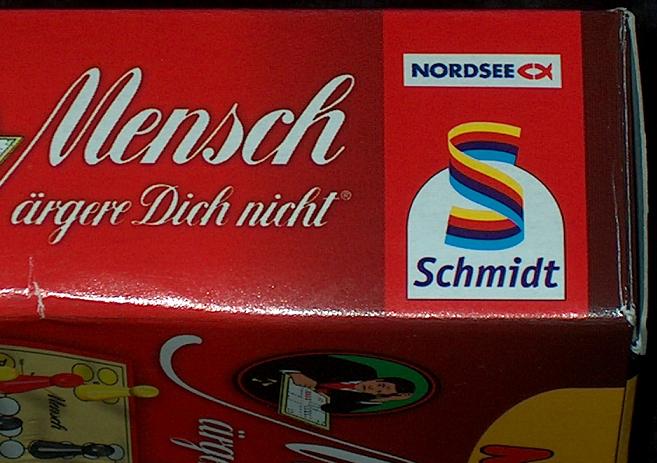 Mensch
ärgere Dich nicht®
NORDSEE
Schmidt
Mensch